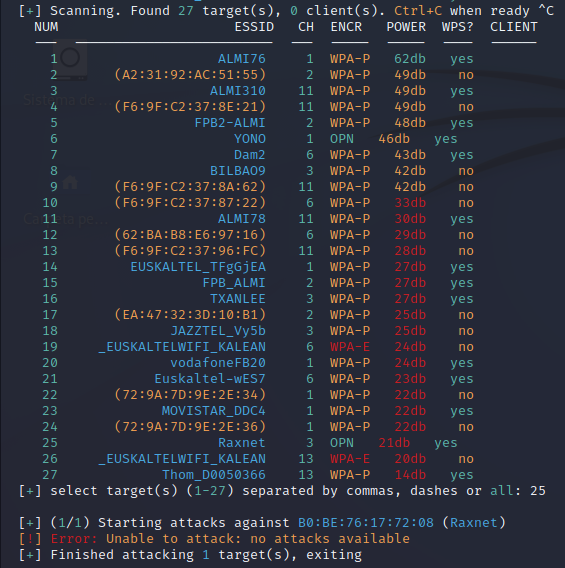 [+] Scanning. Found 27 target(s), 0 client(s). Ctrl+C when ready ^C
NUM ESSID CH ENCR POWER WPS? CLIENT
1 ALMI76 1 WPA-P 62db yes
2 (A2:31:92:AC:51:55) 2 WPA-P 49db no
3 ALMI310 11 WPA-P 49db yes
4 (F6:9F:C2:37:8E:21) 11 WPA-P 49db no
5 FPB2-ALMI 2 WPA-P 48db yes
6 YONO 1 OPN 46db yes
7 Dam2 6 WPA-P 43db yes
8 BILBAO9 3 WPA-P 42db no
9 (F6:9F:C2:37:8A:62) 11 WPA-P 42db no
10 (F6:9F:C2:37:87:22) 6 WPA-P 33db no
11 ALMI78 11 WPA-P 30db yes
12 (62:BA:B8:E6:97:16) 6 WPA-P 29db no
13 (F6:9F:C2:37:96:FC) 11 WPA-P 28db no
14 EUSKALTEL_TFgGjEA 1 WPA-P 27db yes
15 FPB_ALMI 2 WPA-P 27db yes
16 TXANLEE 3 WPA-P 27db yes
17 (EA:47:32:3D:10:B1) 2 WPA-P 25db no
18 JAZZTEL_Vy5b 3 WPA-P 25db no
19 _EUSKALTELWIFI_KALEAN 6 WPA-E 24db no
20 vodafoneFB20 1 WPA-P 24db yes
21 Euskaltel-wES7 6 WPA-P 23db yes
22 (72:9A:7D:9E:2E:34) 1 WPA-P 22db no
23 MOVISTAR_DDC4 1 WPA-P 22db yes
24 (72:9A:7D:9E:2E:36) 1 WPA-P 22db no
25 Raxnet 3 OPN 21db yes
26 _EUSKALTELWIFI_KALEAN 13 WPA-E 20db no
27 Thom_D0050366 13 WPA-P 14db yes
[+] select target(s) (1-27) separated by commas, dashes or all: 25
[+] (1/1) Starting attacks against B0:BE:76:17:72:08 (Raxnet)
[!] Error: Unable to attack: no attacks available
[+] Finished attacking 1 target(s), exiting